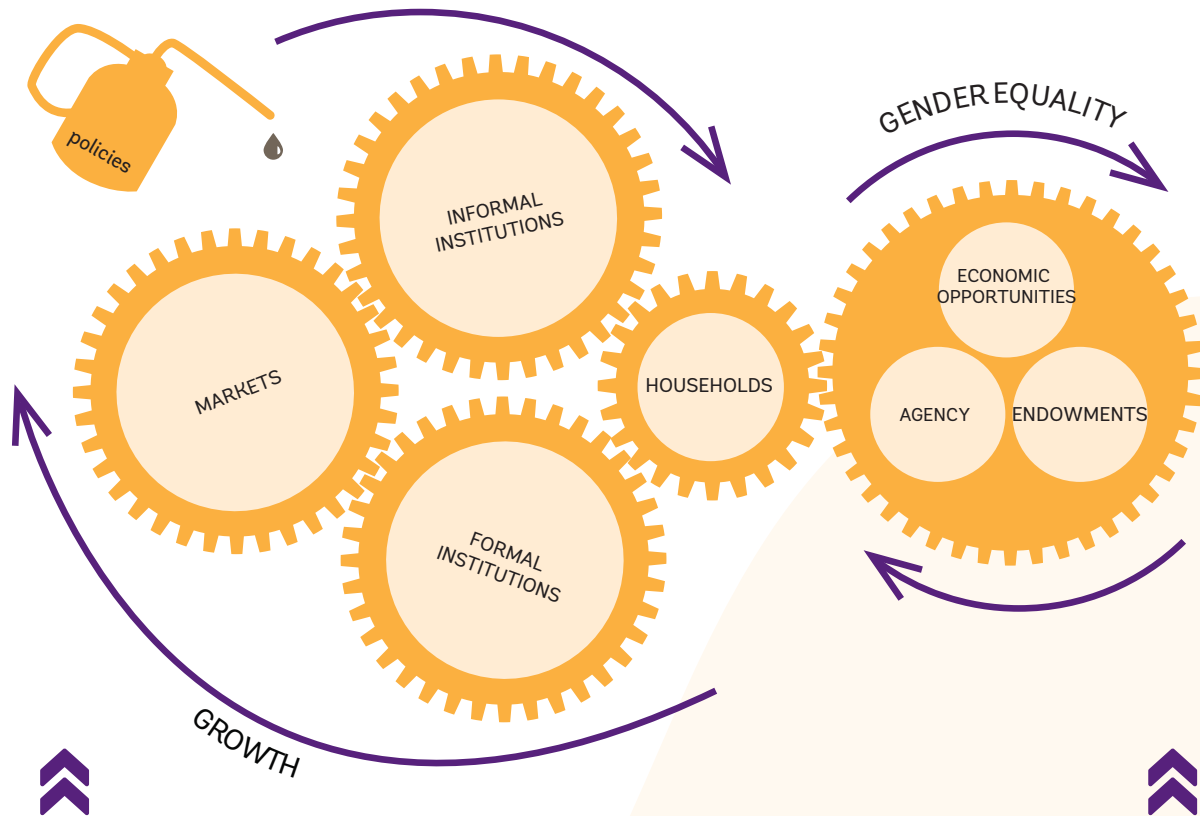 policies
INFORMAL
INSTITUTIONS
MARKETS
FORMAL
INSTITUTIONS
HOUSEHOLDS
GROWTH
GENDER EQUALITY
ECONOMIC
OPPORTUNITIES
AGENCY
ENDOWMENTS